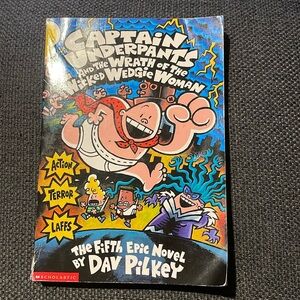 CAPTAIN
UNDERPANTS
AND THE WRATH OF THE
WICKED WEDGIE WOMAN
ACTION
TERROR
LAFFS
THE FIFTH EPIC NOVEL
BY DAV PILKEY
SCHOLASTIC